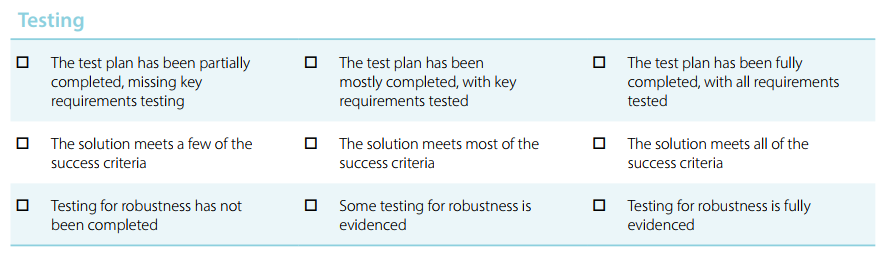 Testing
☐ The test plan has been partially
completed, missing key
requirements testing
☐ The test plan has been
mostly completed, with key
requirements tested
☐ The test plan has been fully
completed, with all requirements
tested
☐ The solution meets a few of the
success criteria
☐ The solution meets most of the
success criteria
☐ The solution meets all of the
success criteria
☐ Testing for robustness has not
been completed
☐ Some testing for robustness is
evidenced
☐ Testing for robustness is fully
evidenced